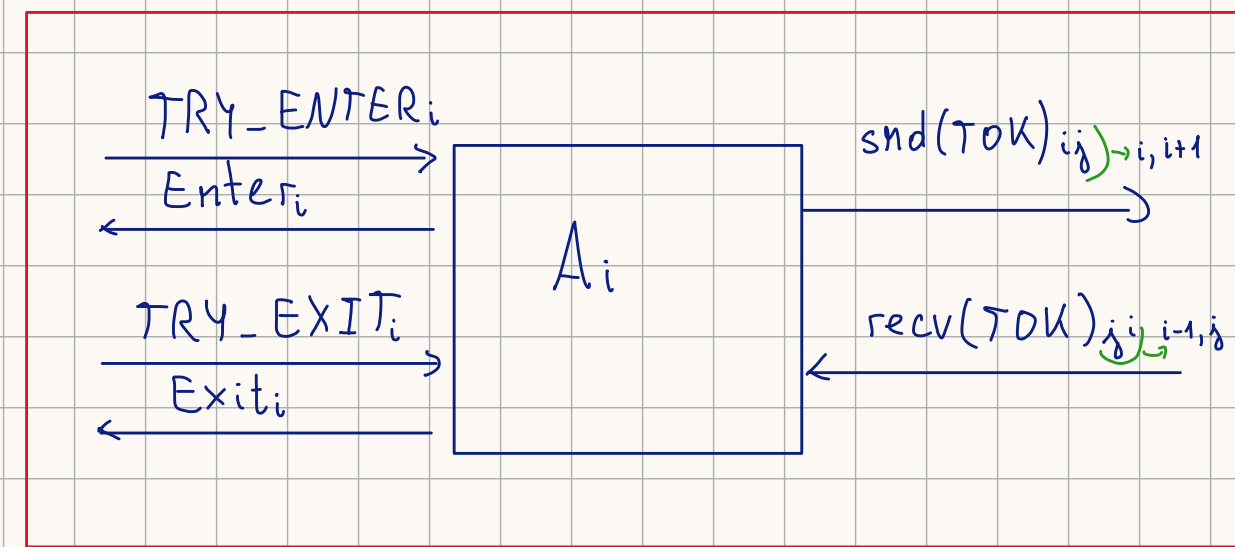 TRY_ENTERi
Enteri
TRY_EXITi
Exiti
Ai
snd(TOK)ij → i, i+1
recv(TOK)ji → i-1, j